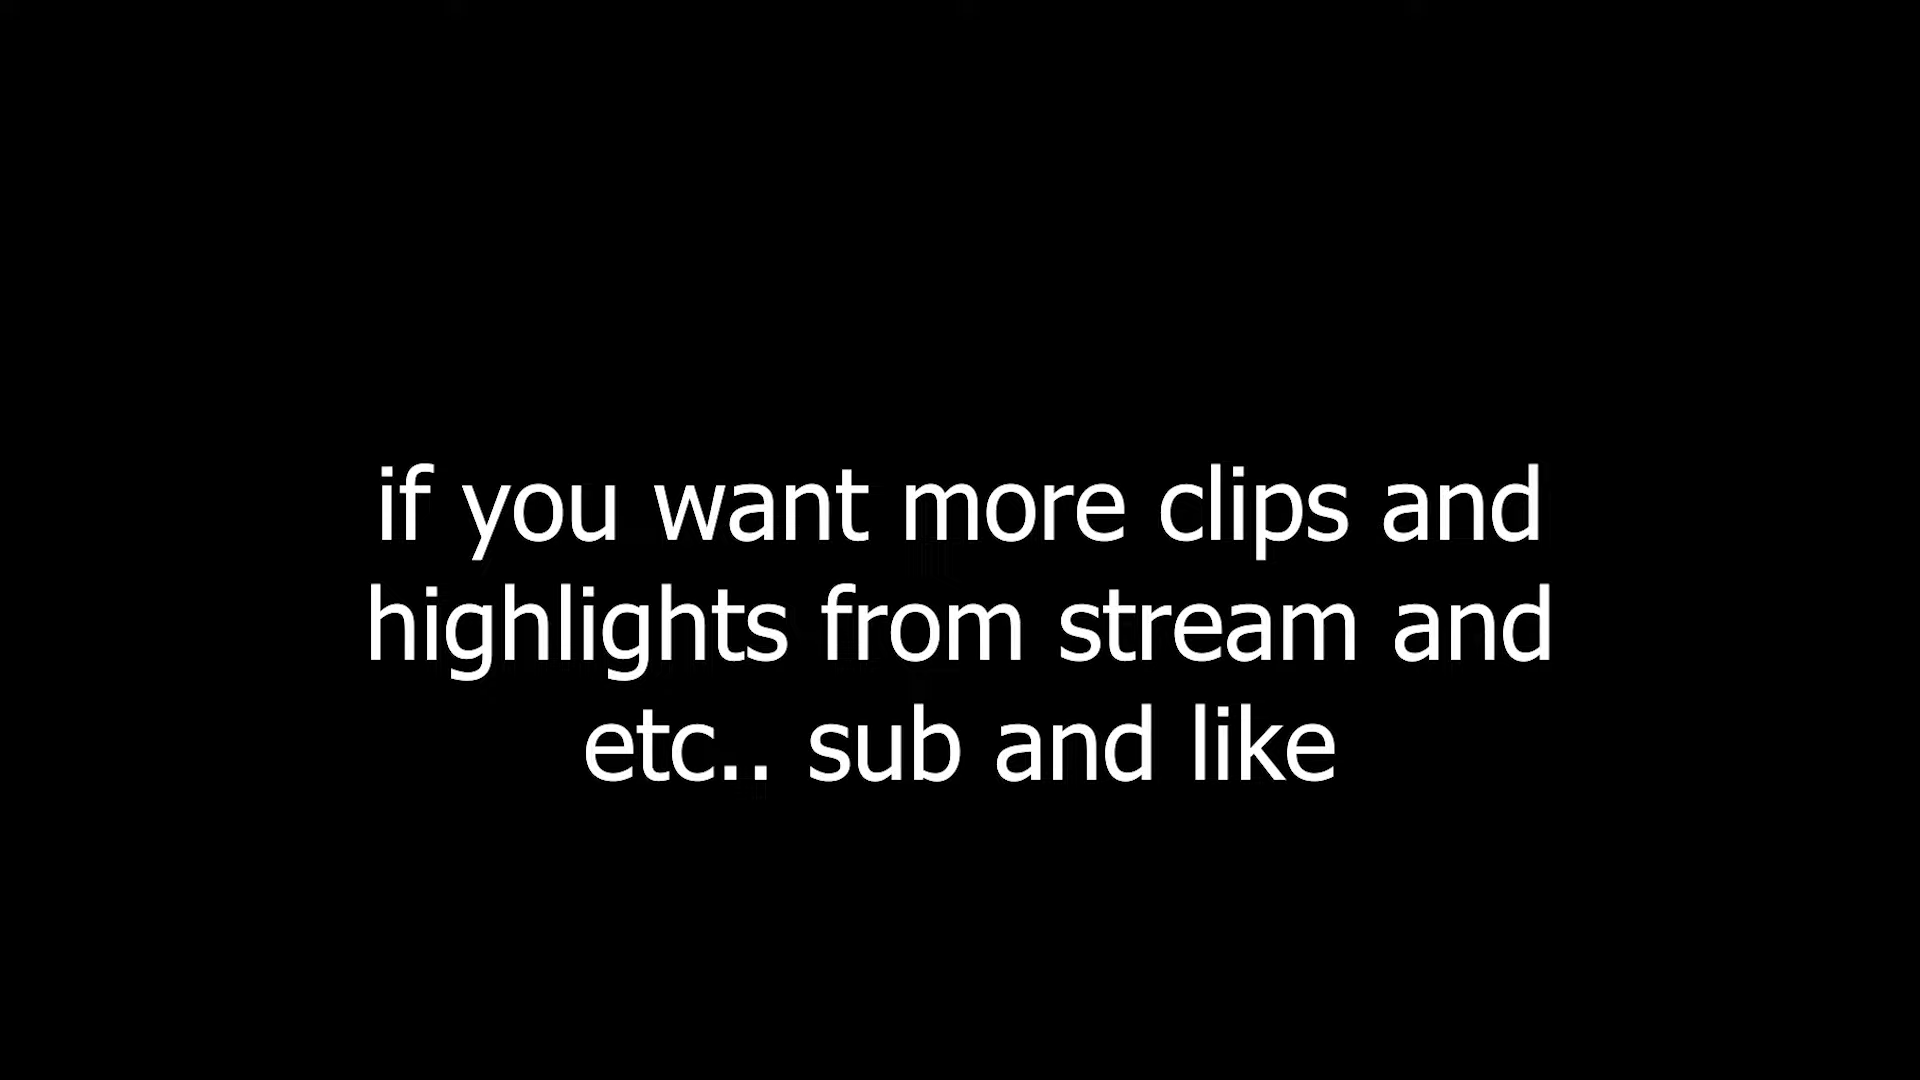 if you want more clips and
highlights from stream and
etc.. sub and like